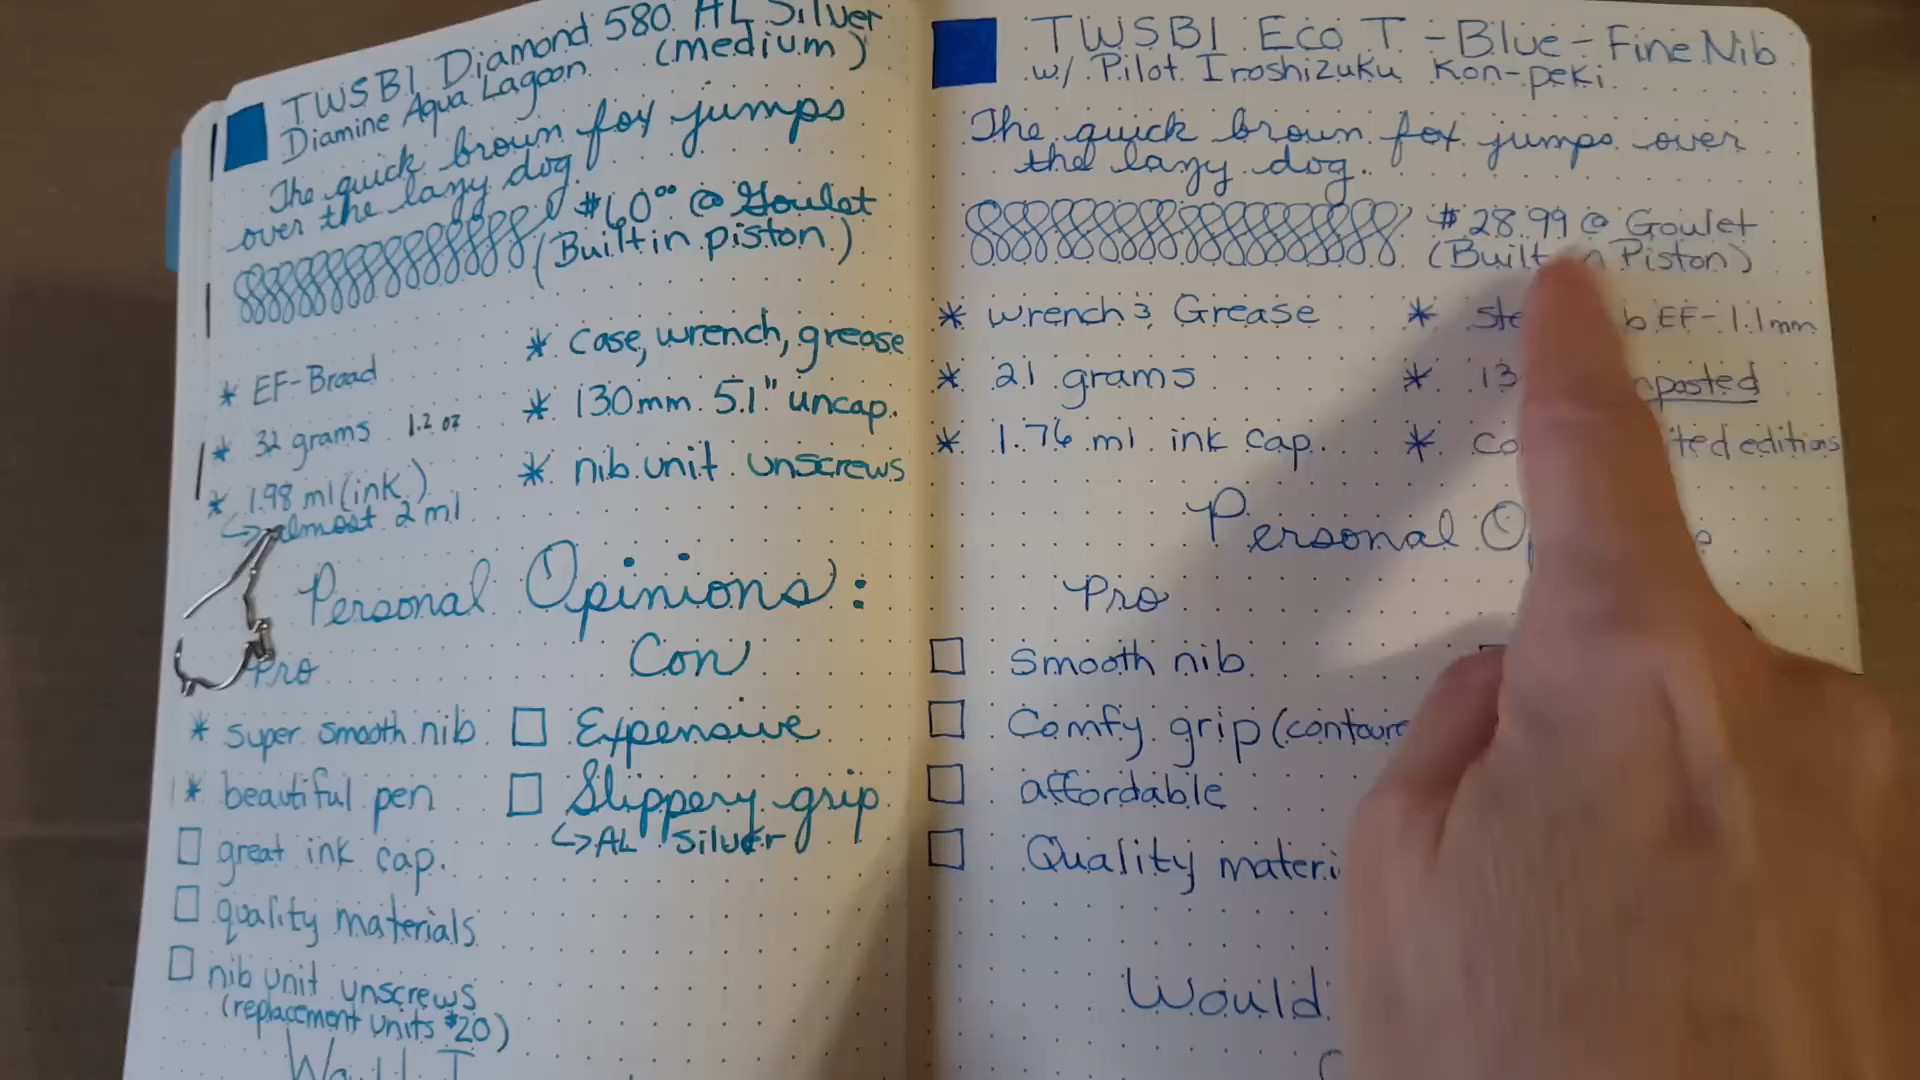 TWSBI Diamond 580 AL Silver
Diamine Aqua Lagoon (medium)
The quick brown fox jumps
over the lazy dog
$60.00 @ Goulet
(Built in piston)
* EF-Broad
* 32 grams 1.2 oz
* 1.98 ml (ink)
↳ almost 2 ml
* case, wrench, grease
* 130mm 5.1" uncap.
* nib unit unscrews
Personal Opinions:
Pro
* super smooth nib
* beautiful pen
great ink cap.
quality materials
nib unit unscrews
(replacement units $20)
Con
Expensive
Slippery grip
↳ AL Silver
TWSBI Eco T - Blue - Fine Nib
w/ Pilot Iroshizuku Kon-peki
The quick brown fox jumps over
the lazy dog.
$28.99 @ Goulet
(Built in Piston)
* wrench & Grease
* 21 grams
* 1.76 ml ink cap.
* EF-1.1mm
*
*
editions
Personal
Pro
smooth nib
Comfy grip
affordable
Quality
Would